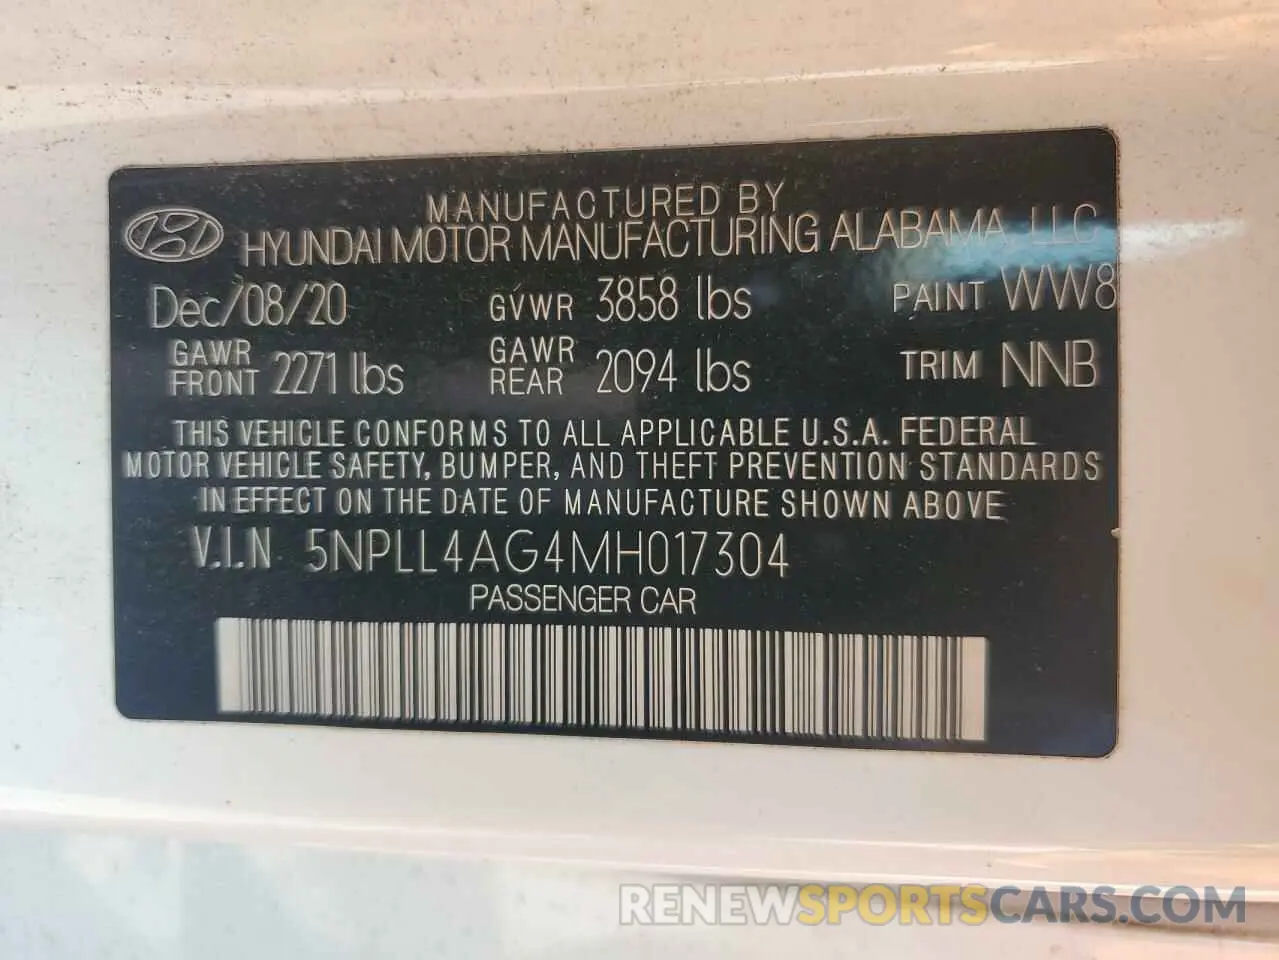 MANUFACTURED BY
HYUNDAI MOTOR MANUFACTURING ALABAMA, LLC
Dec/08/20 GVWR 3858 lbs PAINT WW8
GAWR FRONT 2271 lbs GAWR REAR 2094 lbs TRIM NNB
THIS VEHICLE CONFORMS TO ALL APPLICABLE U.S.A. FEDERAL
MOTOR VEHICLE SAFETY, BUMPER, AND THEFT PREVENTION STANDARDS
IN EFFECT ON THE DATE OF MANUFACTURE SHOWN ABOVE
V.I.N 5NPLL4AG4MH017304
PASSENGER CAR
RENEWSPORTSCARS.COM